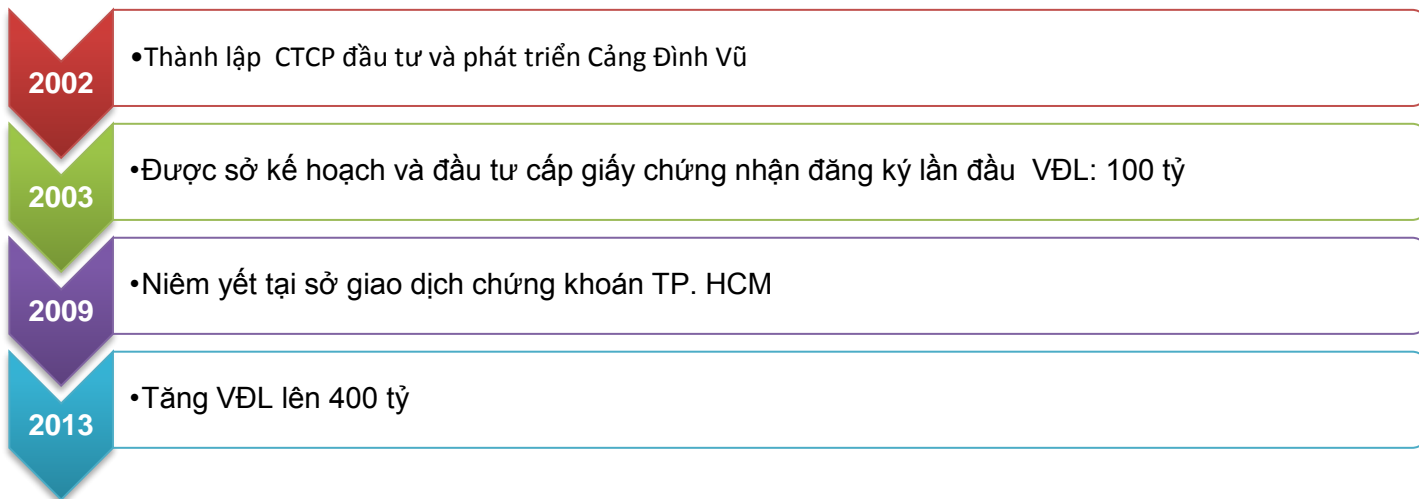 2002
•Thành lập CTCP đầu tư và phát triển Cảng Đình Vũ
2003
•Được sở kế hoạch và đầu tư cấp giấy chứng nhận đăng ký lần đầu VĐL: 100 tỷ
2009
•Niêm yết tại sở giao dịch chứng khoán TP. HCM
2013
•Tăng VĐL lên 400 tỷ